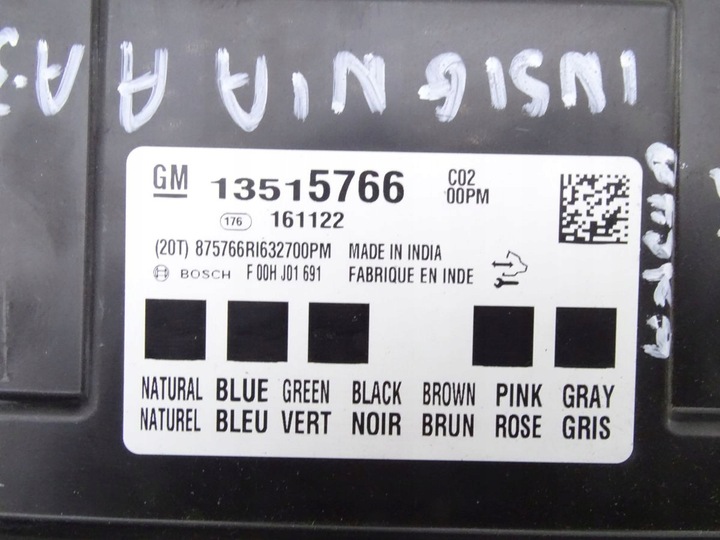 INSIGNIA A A-3
GM 13515766 C02
00PM
176 161122
(20T) 875766RI632700PM MADE IN INDIA
BOSCH F 00H J01 691 FABRIQUE EN INDE
NATURAL BLUE GREEN BLACK BROWN PINK GRAY
NATUREL BLEU VERT NOIR BRUN ROSE GRIS